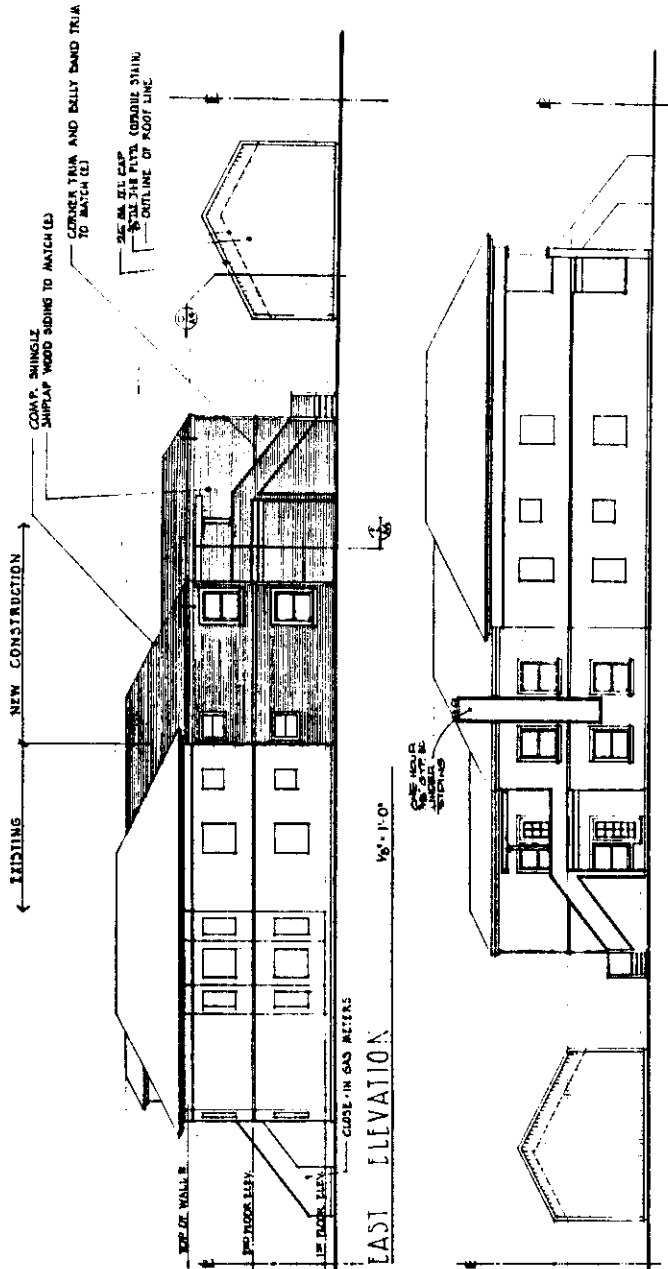 COMP. SHINGLE
SHIPLAP WOOD SIDING TO MATCH (E)
CORNER TRIM AND BELLY BAND TRIM
TO MATCH (E)
OUTLINE OF ROOF LINE
EXISTING
NEW CONSTRUCTION
TOP OF WALL
2ND FLOOR ELEV.
1ST FLOOR ELEV.
CLOSE-IN GAS METERS
EAST ELEVATION
1/8" = 1'-0"
ONE HOUR
UNDER
SIDING